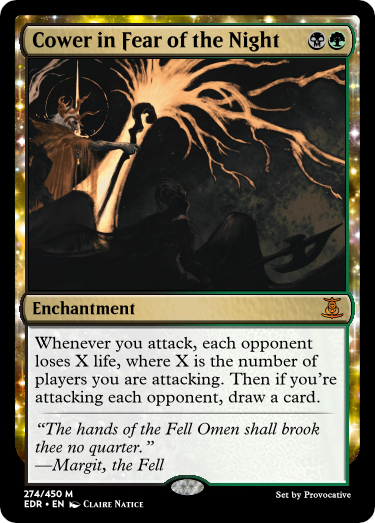 Cower in Fear of the Night
Enchantment
Whenever you attack, each opponent
loses X life, where X is the number of
players you are attacking. Then if you're
attacking each opponent, draw a card.
“The hands of the Fell Omen shall brook
thee no quarter.”
—Margit, the Fell
274/450 M
EDR • EN Claire Natice
Set by Provocative